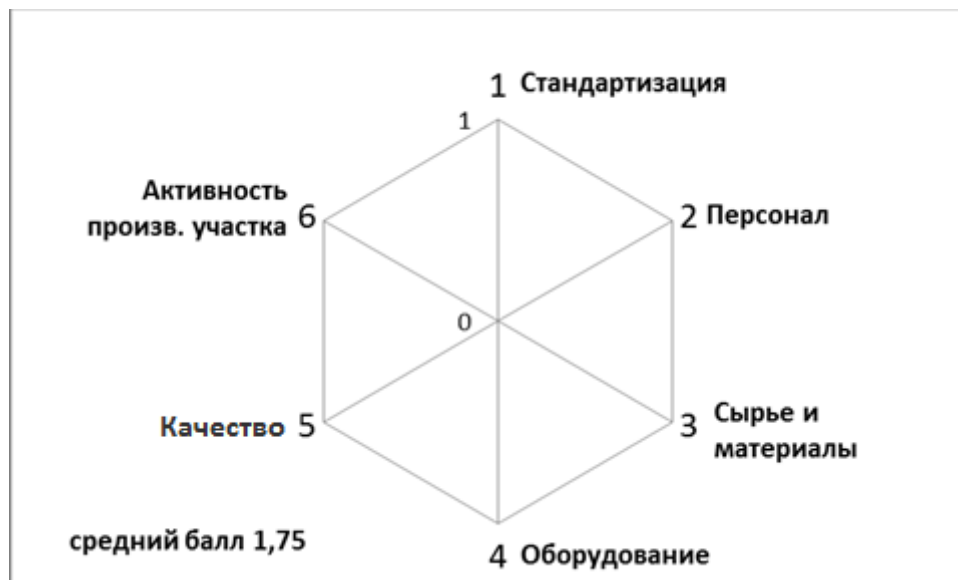 1 Стандартизация
1
Активность
произв. участка 6
2 Персонал
0
Качество 5
3 Сырье и
материалы
средний балл 1,75
4 Оборудование